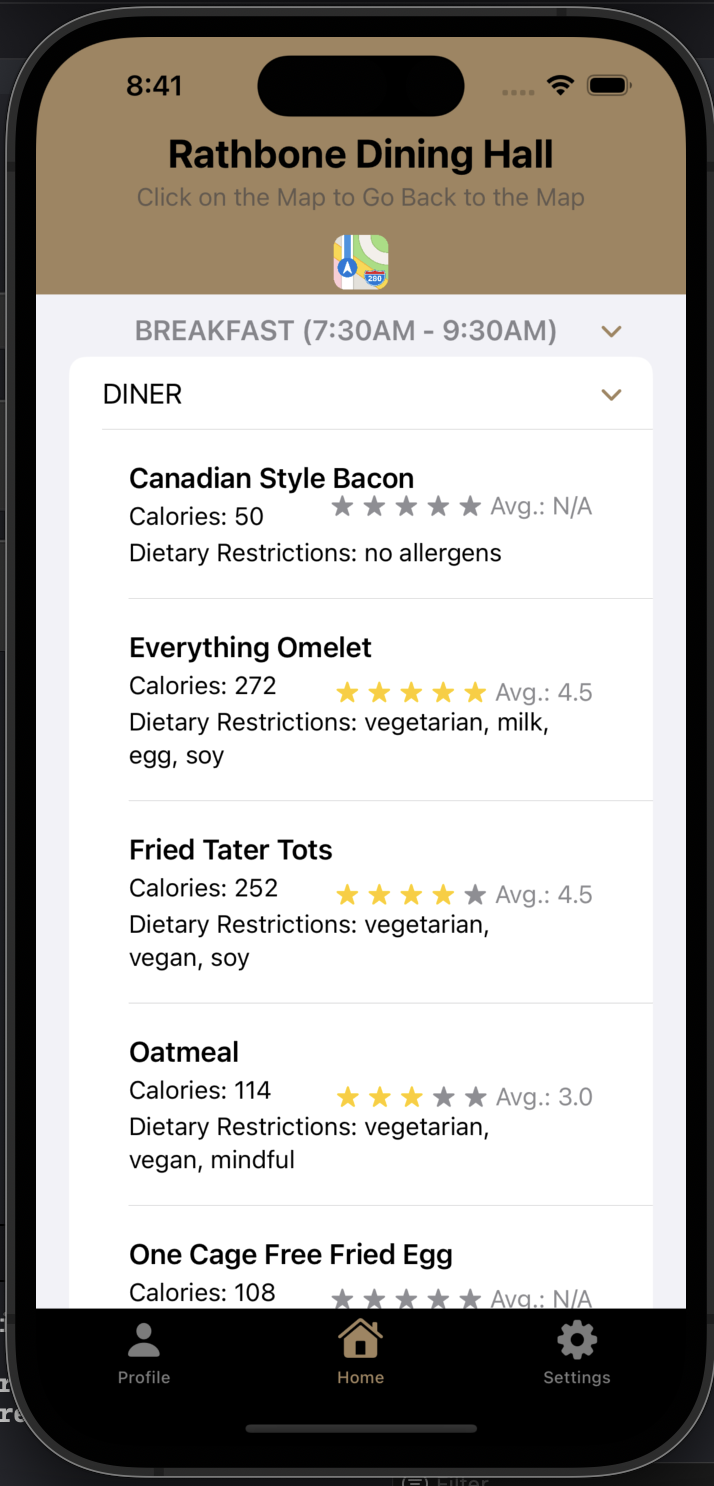 8:41
Rathbone Dining Hall
Click on the Map to Go Back to the Map
280
BREAKFAST (7:30AM - 9:30AM)
DINER
Canadian Style Bacon
Calories: 50
Avg.: N/A
Dietary Restrictions: no allergens
Everything Omelet
Calories: 272
Avg.: 4.5
Dietary Restrictions: vegetarian, milk,
egg, soy
Fried Tater Tots
Calories: 252
Avg.: 4.5
Dietary Restrictions: vegetarian,
vegan, soy
Oatmeal
Calories: 114
Avg.: 3.0
Dietary Restrictions: vegetarian,
vegan, mindful
One Cage Free Fried Egg
Calories: 108
Avg.: N/A
Profile
Home
Settings
Filter